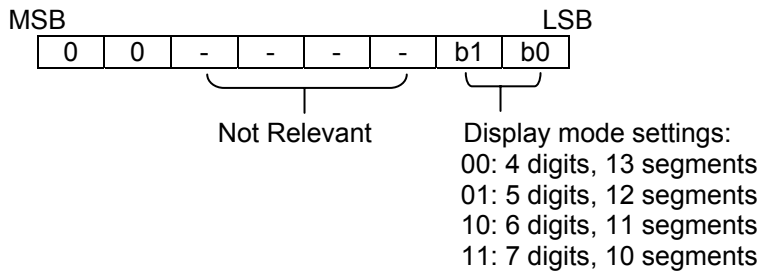 MSB LSB
0 0 - - - - b1 b0
Not Relevant Display mode settings:
00: 4 digits, 13 segments
01: 5 digits, 12 segments
10: 6 digits, 11 segments
11: 7 digits, 10 segments